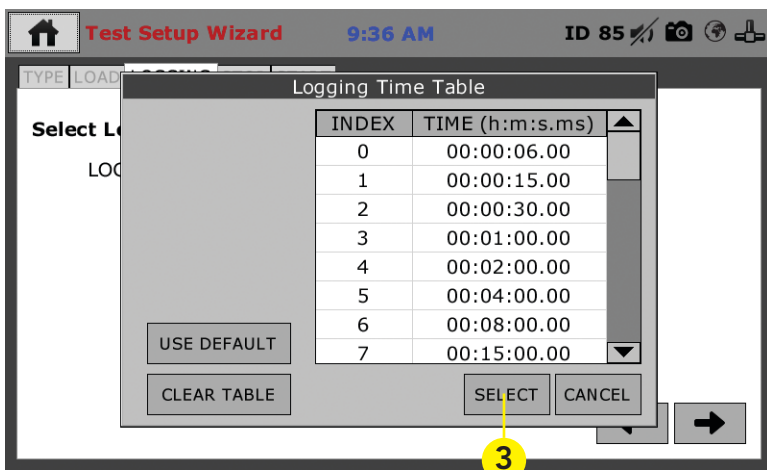 Test Setup Wizard 9:36 AM ID 85
TYPE LOAD
Logging Time Table
Select
INDEX TIME (h:m:s.ms)
0 00:00:06.00
1 00:00:15.00
2 00:00:30.00
3 00:01:00.00
4 00:02:00.00
5 00:04:00.00
6 00:08:00.00
7 00:15:00.00
USE DEFAULT
CLEAR TABLE SELECT CANCEL
3